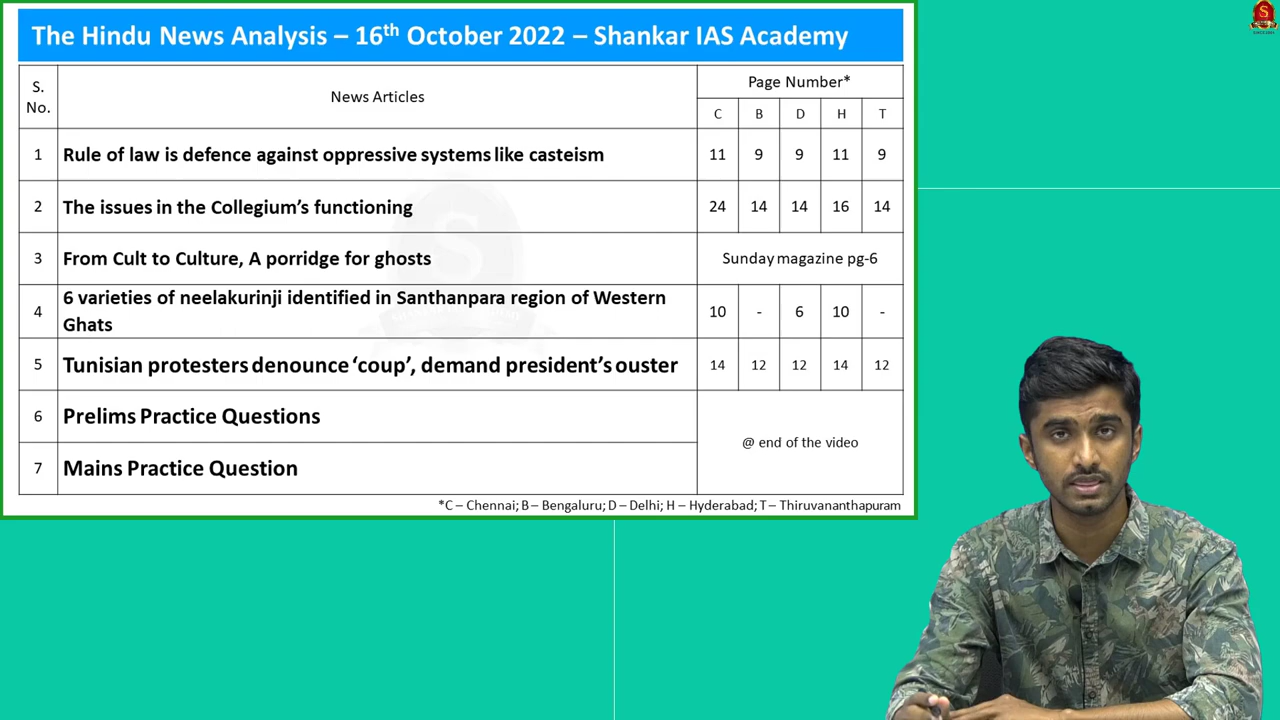 The Hindu News Analysis – 16th October 2022 – Shankar IAS Academy
S. No. News Articles Page Number*
C B D H T
1 Rule of law is defence against oppressive systems like casteism 11 9 9 11 9
2 The issues in the Collegium's functioning 24 14 14 16 14
3 From Cult to Culture, A porridge for ghosts Sunday magazine pg-6
4 6 varieties of neelakurinji identified in Santhanpara region of Western
Ghats 10 - 6 10 -
5 Tunisian protesters denounce 'coup', demand president's ouster 14 12 12 14 12
6 Prelims Practice Questions
@ end of the video
7 Mains Practice Question
*C – Chennai; B – Bengaluru; D – Delhi; H – Hyderabad; T – Thiruvananthapuram